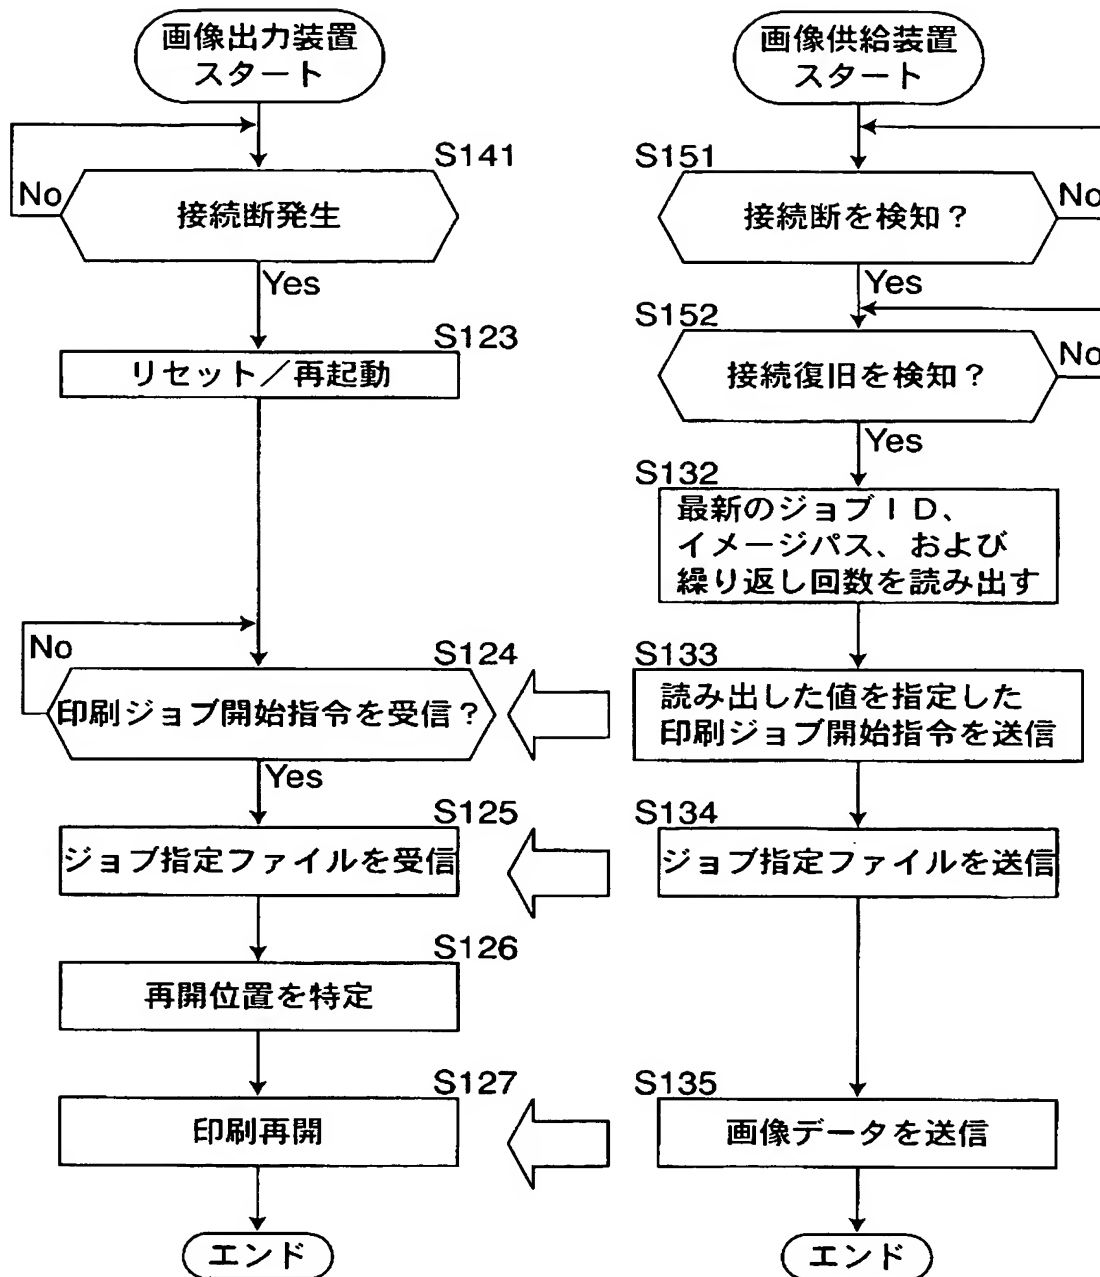 画像出力装置
スタート
S141
No
接続断発生
Yes
S123
リセット／再起動
No
S124
印刷ジョブ開始指令を受信？
Yes
S125
ジョブ指定ファイルを受信
S126
再開位置を特定
S127
印刷再開
エンド
画像供給装置
スタート
S151
接続断を検知？
No
Yes
S152
接続復旧を検知？
No
Yes
S132
最新のジョブＩＤ、
イメージパス、および
繰り返し回数を読み出す
S133
読み出した値を指定した
印刷ジョブ開始指令を送信
S134
ジョブ指定ファイルを送信
S135
画像データを送信
エンド